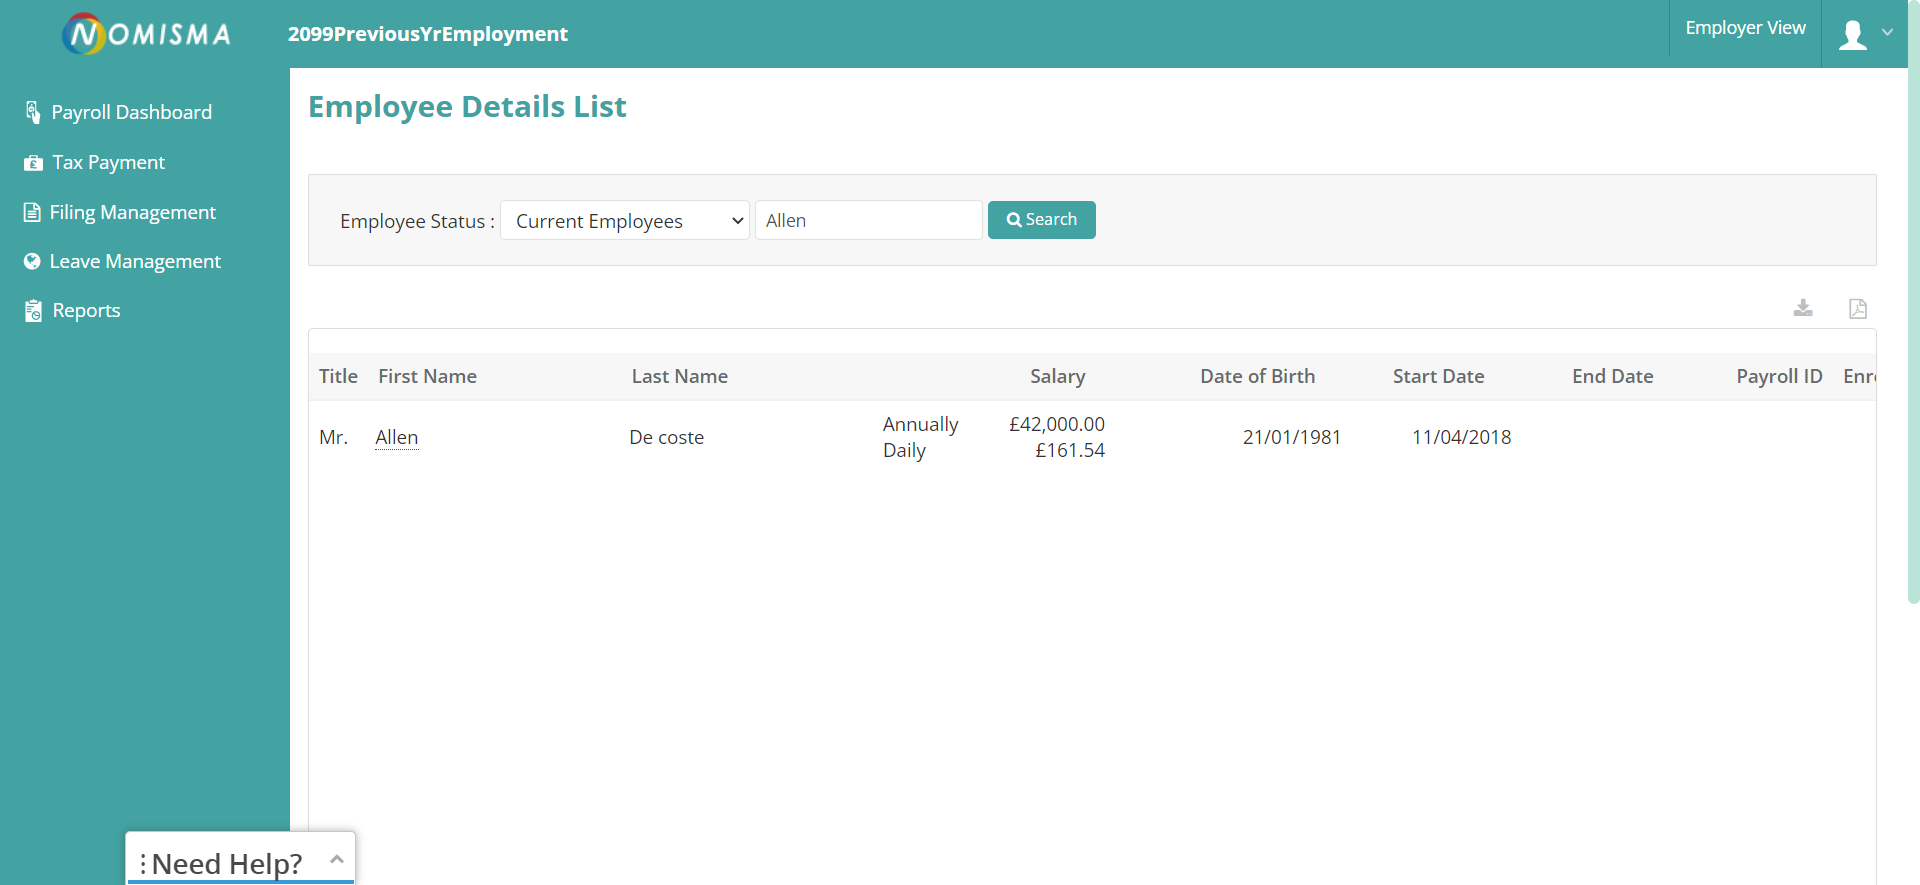 NOMISMA
2099PreviousYrEmployment
Employer View
Payroll Dashboard
Tax Payment
Filing Management
Leave Management
Reports
Employee Details List
Employee Status : Current Employees Allen Search
Title First Name Last Name Salary Date of Birth Start Date End Date Payroll ID Enr
Mr. Allen De coste Annually £42,000.00 21/01/1981 11/04/2018
Daily £161.54
Need Help?